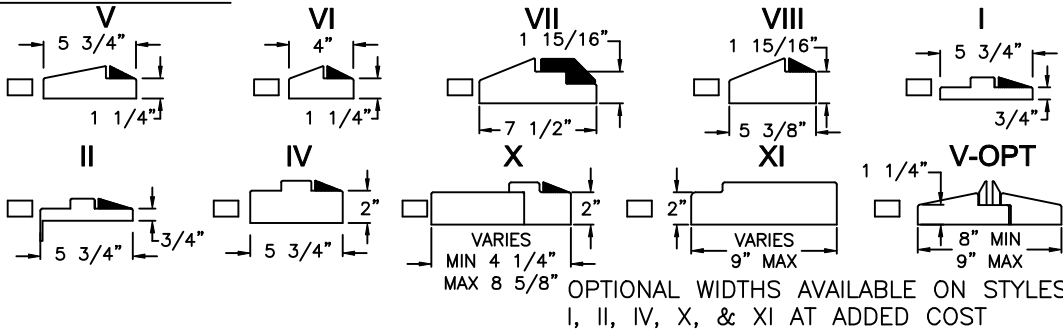 V VI VII VIII I
5 3/4” 4” 1 15/16” 1 15/16” 5 3/4”
1 1/4” 1 1/4” 7 1/2” 5 3/8” 3/4”
II IV X XI V-OPT
1 1/4”
3/4” 2” 2” 2”
5 3/4” 5 3/4” VARIES VARIES 8” MIN
MIN 4 1/4” 9” MAX 9” MAX
MAX 8 5/8”
OPTIONAL WIDTHS AVAILABLE ON STYLES
I, II, IV, X, & XI AT ADDED COST